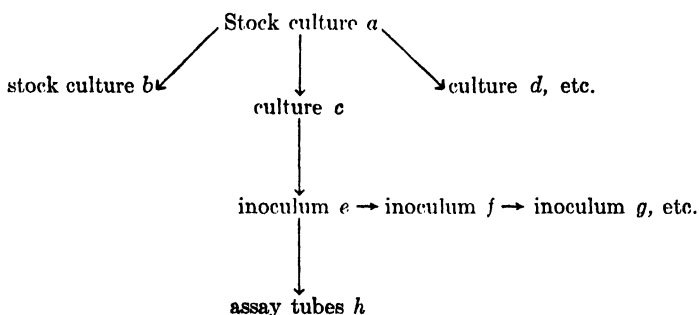 Stock culture a
stock culture b
culture d, etc.
culture c
inoculum e → inoculum f → inoculum g, etc.
assay tubes h